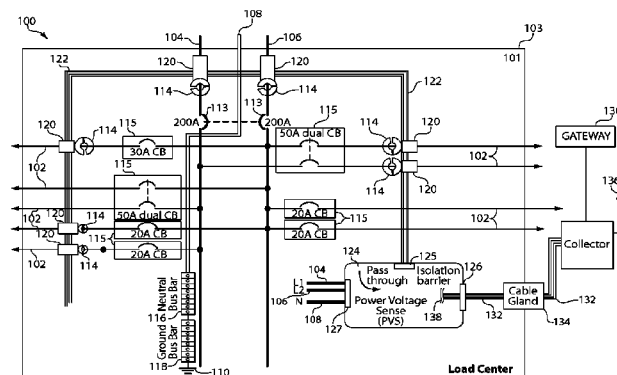 100
108
103
104
106
101
122
120
120
114
114
122
113
113
115
200A
200A
50A dual CB
115
120
114
114
120
30A CB
102
115
102
114
120
50A dual CB
20A CB
102
120
114
20A CB
115
102
120
115
20A CB
20A CB
102
114
GATEWAY
136
Collector
124
125
Pass through
Isolation barrier
126
L1
L2
N
104
106
108
Power Voltage Sense (PVS)
127
138
132
Cable Gland
134
132
Neutral Bus Bar
116
Ground Bus Bar
118
110
Load Center